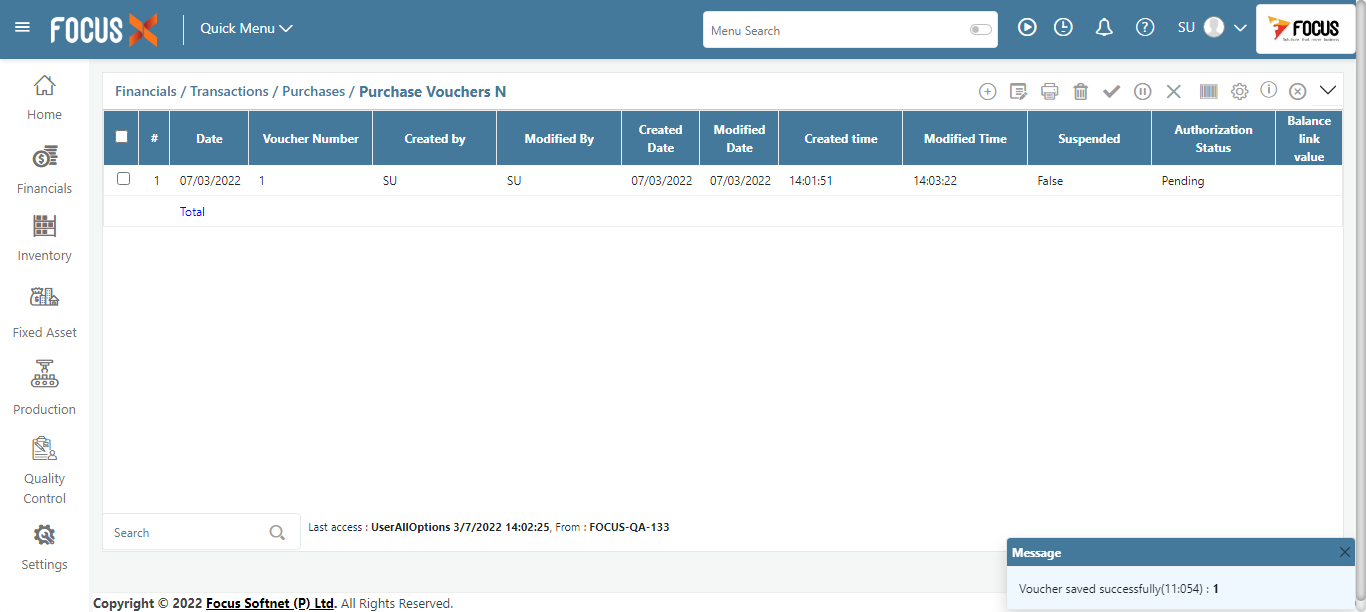 FOCUS X
Quick Menu
Menu Search
SU
FOCUS
Home
Financials
Inventory
Fixed Asset
Production
Quality
Control
Settings
Financials / Transactions / Purchases / Purchase Vouchers N
# Date Voucher Number Created by Modified By Created Date Modified Date Created time Modified Time Suspended Authorization Status Balance link value
1 07/03/2022 1 SU SU 07/03/2022 07/03/2022 14:01:51 14:03:22 False Pending
Total
Search
Last access : UserAllOptions 3/7/2022 14:02:25, From : FOCUS-QA-133
Message
Voucher saved successfully(11:054) : 1
Copyright © 2022 Focus Softnet (P) Ltd. All Rights Reserved.